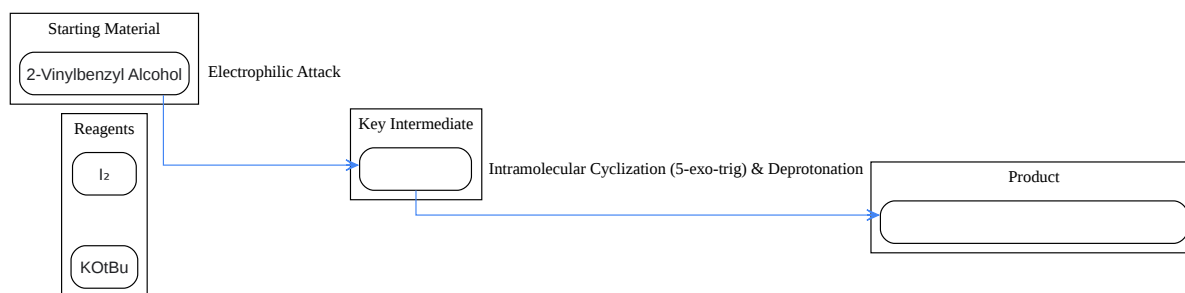 Starting Material
2-Vinylbenzyl Alcohol
Electrophilic Attack
Reagents
I₂
KOtBu
Key Intermediate
Intramolecular Cyclization (5-exo-trig) & Deprotonation
Product